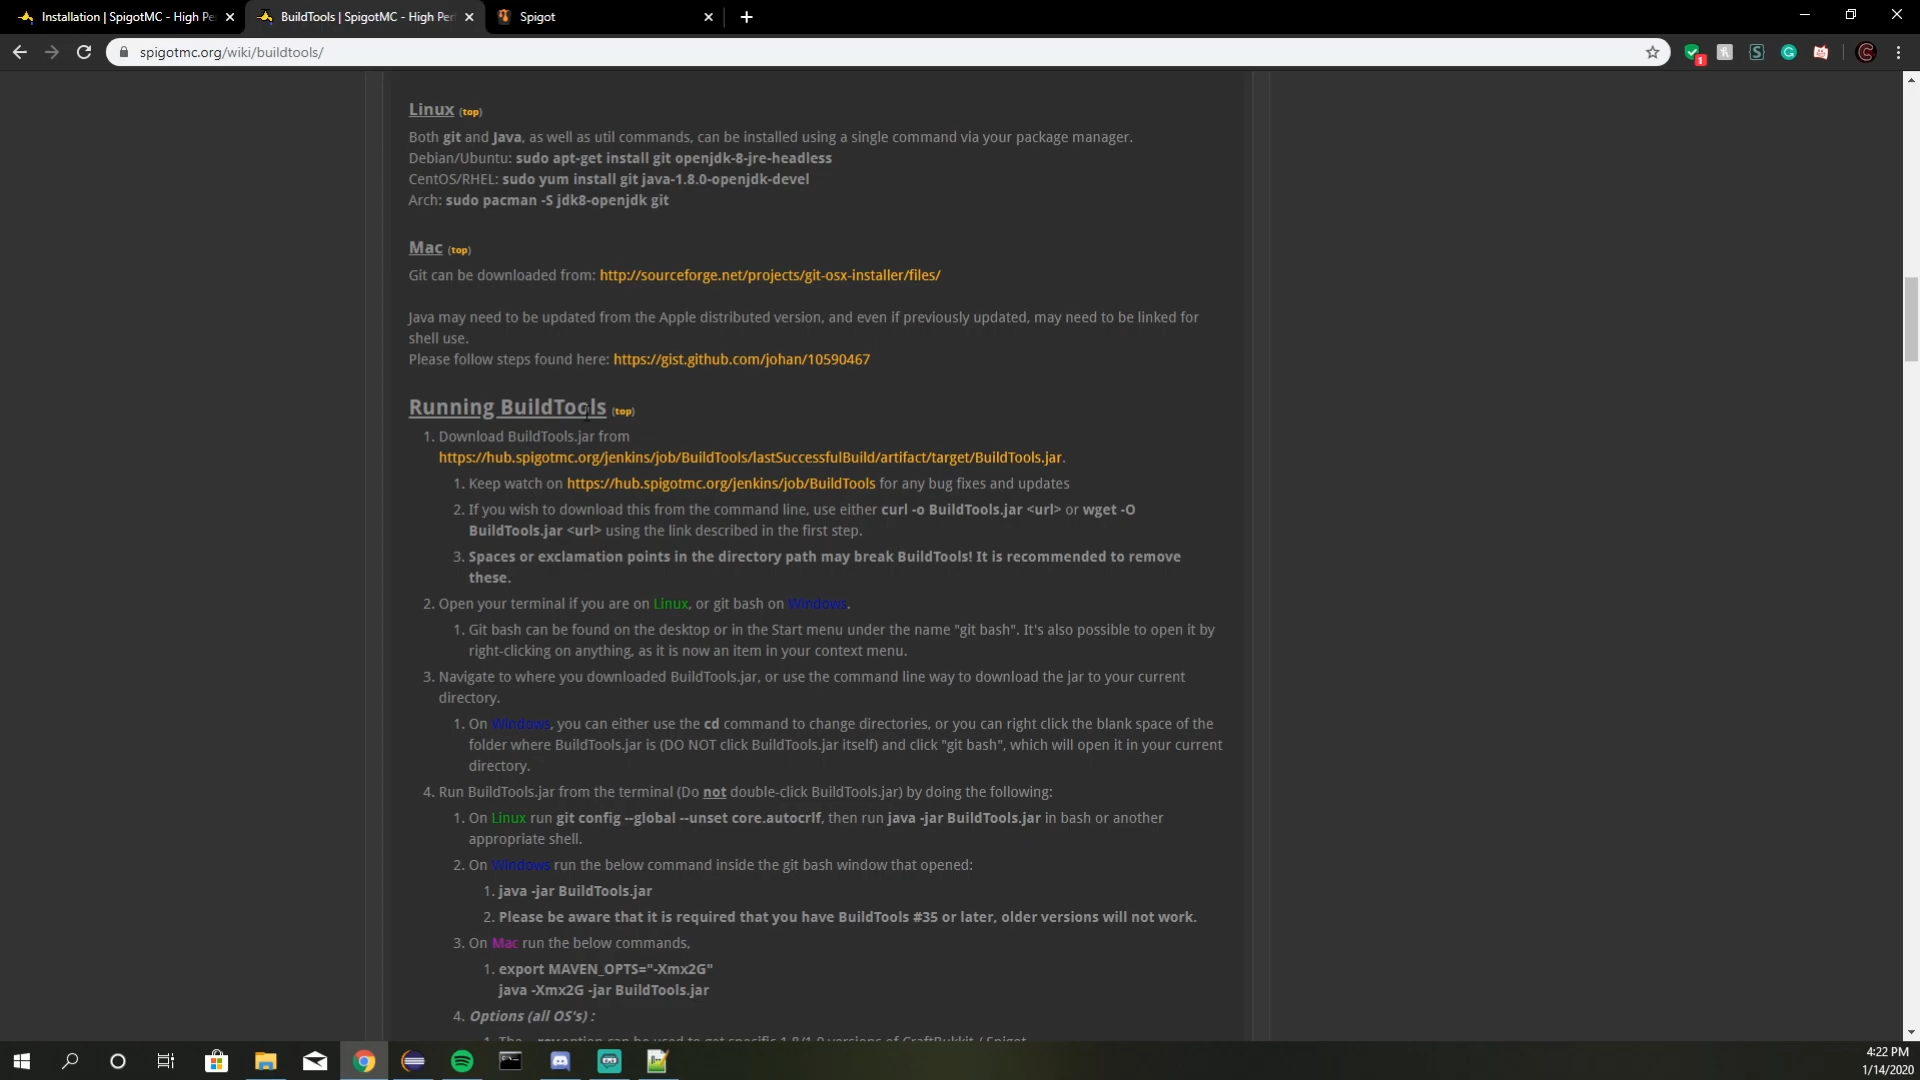 Installation | SpigotMC - High Pe
BuildTools | SpigotMC - High Per
Spigot
spigotmc.org/wiki/buildtools/
1
C
Linux (top)
Both git and Java, as well as util commands, can be installed using a single command via your package manager.
Debian/Ubuntu: sudo apt-get install git openjdk-8-jre-headless
CentOS/RHEL: sudo yum install git java-1.8.0-openjdk-devel
Arch: sudo pacman -S jdk8-openjdk git
Mac (top)
Git can be downloaded from: http://sourceforge.net/projects/git-osx-installer/files/
Java may need to be updated from the Apple distributed version, and even if previously updated, may need to be linked for
shell use.
Please follow steps found here: https://gist.github.com/johan/10590467
Running BuildTools (top)
1. Download BuildTools.jar from
https://hub.spigotmc.org/jenkins/job/BuildTools/lastSuccessfulBuild/artifact/target/BuildTools.jar.
1. Keep watch on https://hub.spigotmc.org/jenkins/job/BuildTools for any bug fixes and updates
2. If you wish to download this from the command line, use either curl -o BuildTools.jar <url> or wget -O
BuildTools.jar <url> using the link described in the first step.
3. Spaces or exclamation points in the directory path may break BuildTools! It is recommended to remove
these.
2. Open your terminal if you are on Linux, or git bash on Windows.
1. Git bash can be found on the desktop or in the Start menu under the name "git bash". It's also possible to open it by
right-clicking on anything, as it is now an item in your context menu.
3. Navigate to where you downloaded BuildTools.jar, or use the command line way to download the jar to your current
directory.
1. On Windows, you can either use the cd command to change directories, or you can right click the blank space of the
folder where BuildTools.jar is (DO NOT click BuildTools.jar itself) and click "git bash", which will open it in your current
directory.
4. Run BuildTools.jar from the terminal (Do not double-click BuildTools.jar) by doing the following:
1. On Linux run git config --global --unset core.autocrlf, then run java -jar BuildTools.jar in bash or another
appropriate shell.
2. On Windows run the below command inside the git bash window that opened:
1. java -jar BuildTools.jar
2. Please be aware that it is required that you have BuildTools #35 or later, older versions will not work.
3. On Mac run the below commands,
1. export MAVEN_OPTS="-Xmx2G"
java -Xmx2G -jar BuildTools.jar
4. Options (all OS's) :
1. The --rev option can be used to get specific 1.8/1.9 versions of CraftBukkit / Spigot
4:22 PM
1/14/2020